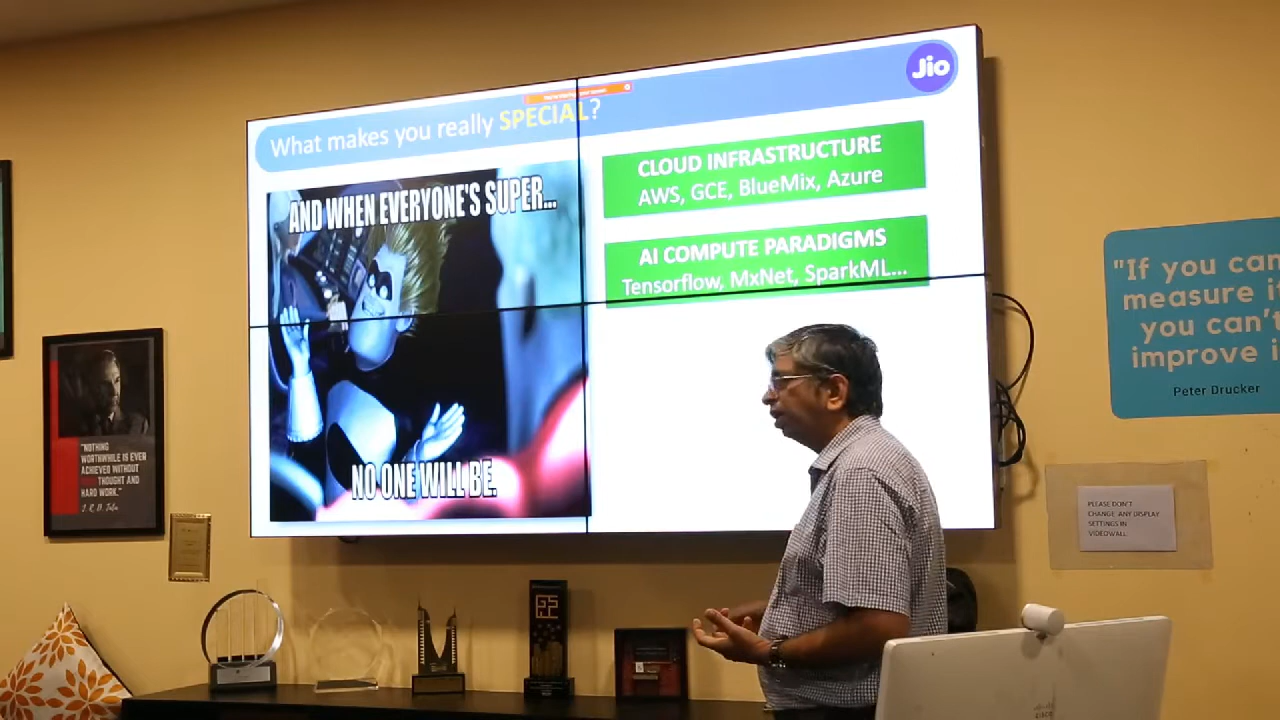 What makes you really SPECIAL?
Jio
AND WHEN EVERYONE'S SUPER...
NO ONE WILL BE.
CLOUD INFRASTRUCTURE
AWS, GCE, BlueMix, Azure
AI COMPUTE PARADIGMS
Tensorflow, MxNet, SparkML...
"If you can
measure it
you can't
improve i
Peter Drucker
"NOTHING
WORTHWHILE IS EVER
ACHIEVED WITHOUT
THOUGHT AND
HARD WORK."
J. R. D. Tata
PLEASE DON'T
CHANGE ANY DISPLAY
SETTINGS IN
VIDEOWALL
CISCO